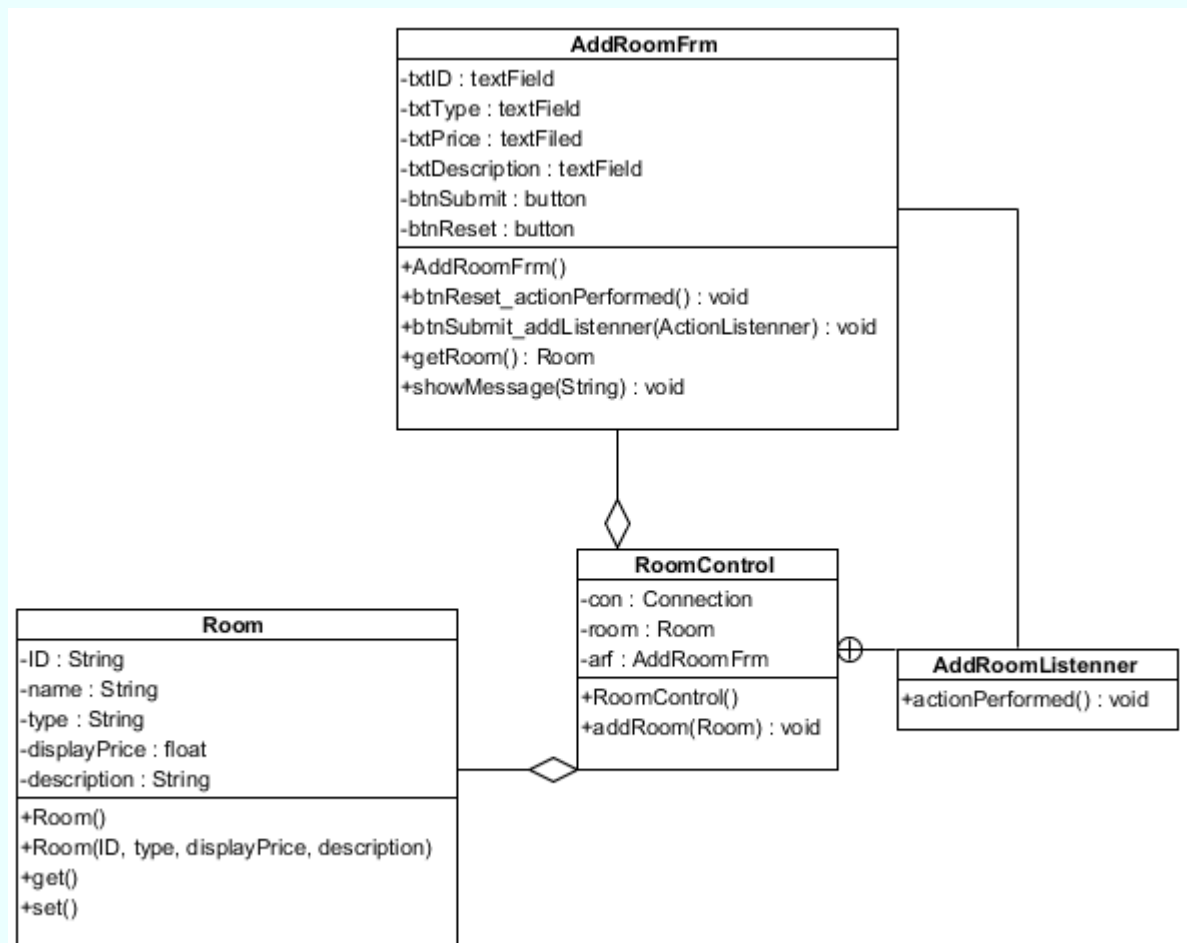 AddRoomFrm
-txtID : textField
-txtType : textField
-txtPrice : textFiled
-txtDescription : textField
-btnSubmit : button
-btnReset : button
+AddRoomFrm()
+btnReset_actionPerformed() : void
+btnSubmit_addListenner(ActionListenner) : void
+getRoom() : Room
+showMessage(String) : void
RoomControl
-con : Connection
-room : Room
-arf : AddRoomFrm
+RoomControl()
+addRoom(Room) : void
Room
-ID : String
-name : String
-type : String
-displayPrice : float
-description : String
+Room()
+Room(ID, type, displayPrice, description)
+get()
+set()
AddRoomListenner
+actionPerformed() : void